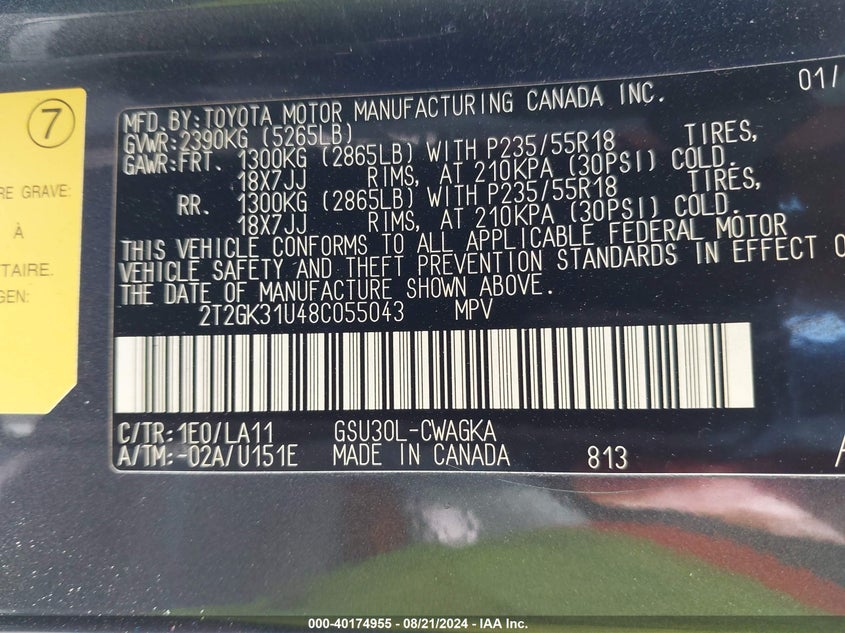 7
RE GRAVE:
À
TAIRE.
GEN:
01/
MFD. BY: TOYOTA MOTOR MANUFACTURING CANADA INC.
GVWR: 2390KG (5265LB)
GAWR: FRT. 1300KG (2865LB) WITH P235/55R18 TIRES,
18X7JJ RIMS, AT 210KPA (30PSI) COLD.
RR. 1300KG (2865LB) WITH P235/55R18 TIRES,
18X7JJ RIMS, AT 210KPA (30PSI) COLD.
THIS VEHICLE CONFORMS TO ALL APPLICABLE FEDERAL MOTOR
VEHICLE SAFETY AND THEFT PREVENTION STANDARDS IN EFFECT O
THE DATE OF MANUFACTURE SHOWN ABOVE.
2T2GK31U48C055043 MPV
C/TR: 1E0/LA11 GSU30L-CWAGKA
A/TM: -02A/U151E MADE IN CANADA 813 A
000-40174955 - 08/21/2024 - IAA Inc.